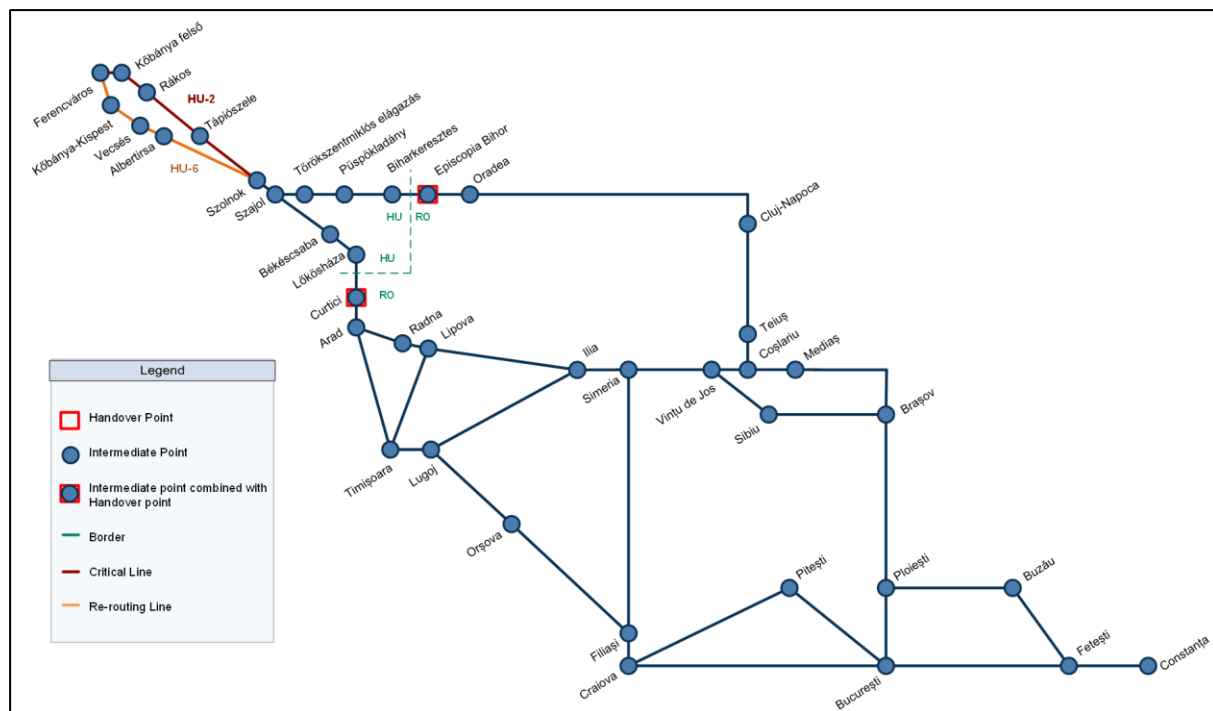 Kőbánya felső
Rákos
HU-2
Ferencváros
Tápiószele
Kőbánya-Kispest
Vecsés
Albertirsa
HU-6
Törökszentmiklós elágazás
Püspökladány
Biharkeresztes
Episcopia Bihor
Oradea
Szolnok
Szajol
HU
RO
Cluj-Napoca
Békéscsaba
Lőkösháza
HU
RO
Curtici
Arad
Radna
Lipova
Ilia
Teiuș
Coșlariu
Mediaș
Simeria
Vințu de Jos
Sibiu
Brașov
Legend
Handover Point
Intermediate Point
Intermediate point combined with
Handover point
Border
Critical Line
Re-routing Line
Timișoara
Lugoj
Orșova
Pitești
Ploiești
Buzău
Filiași
Craiova
București
Fetești
Constanța